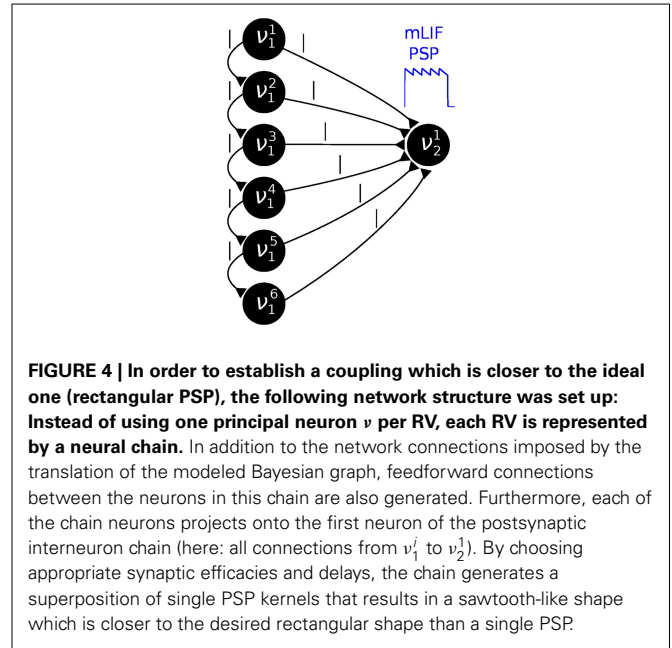 ν₁¹
mLIF
PSP
ν₁²
ν₁³
ν₂¹
ν₁⁴
ν₁⁵
ν₁⁶
FIGURE 4 | In order to establish a coupling which is closer to the ideal
one (rectangular PSP), the following network structure was set up:
Instead of using one principal neuron ν per RV, each RV is represented
by a neural chain. In addition to the network connections imposed by the
translation of the modeled Bayesian graph, feedforward connections
between the neurons in this chain are also generated. Furthermore, each of
the chain neurons projects onto the first neuron of the postsynaptic
interneuron chain (here: all connections from ν₁ⁱ to ν₂¹). By choosing
appropriate synaptic efficacies and delays, the chain generates a
superposition of single PSP kernels that results in a sawtooth-like shape
which is closer to the desired rectangular shape than a single PSP.